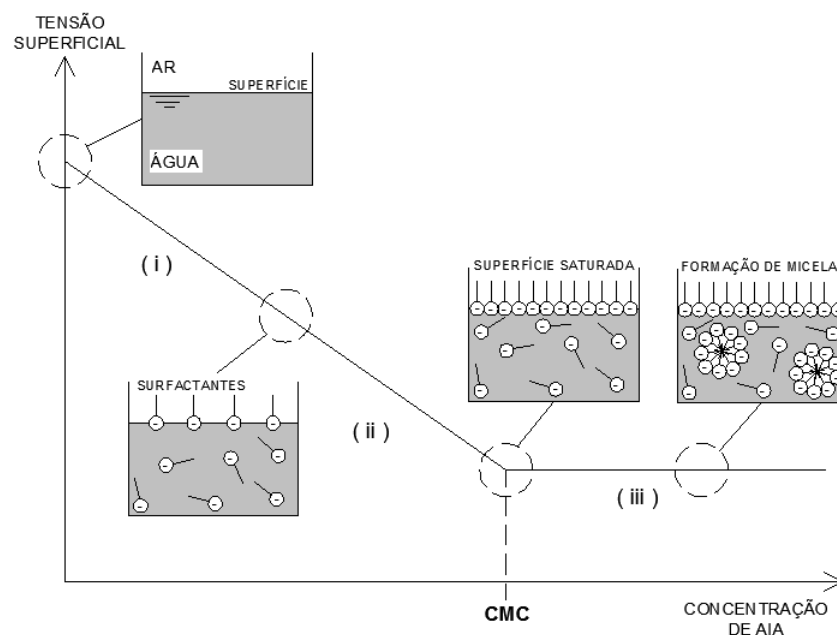 TENSÃO
SUPERFICIAL
AR
SUPERFÍCIE
ÁGUA
( i )
SUPERFÍCIE SATURADA
FORMAÇÃO DE MICELA
SURFACTANTES
( ii )
( iii )
CMC
CONCENTRAÇÃO
DE AIA